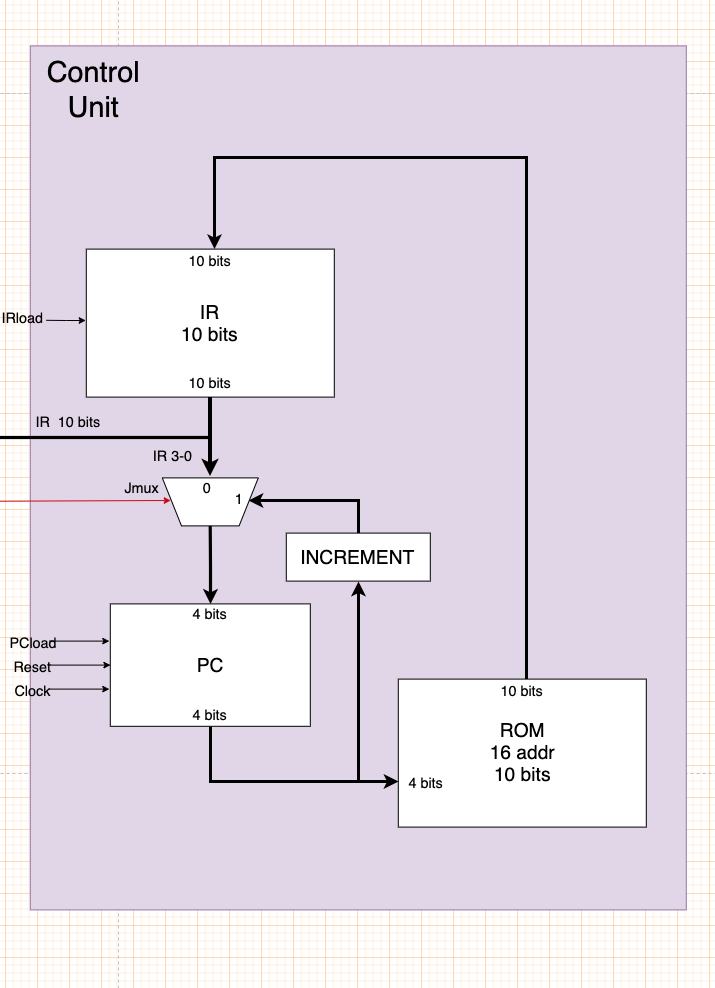 Control
Unit
10 bits
IR
10 bits
IRload
10 bits
IR 10 bits
IR 3-0
Jmux
0
1
INCREMENT
4 bits
PCload
PC
Reset
Clock
4 bits
10 bits
ROM
16 addr
10 bits
4 bits